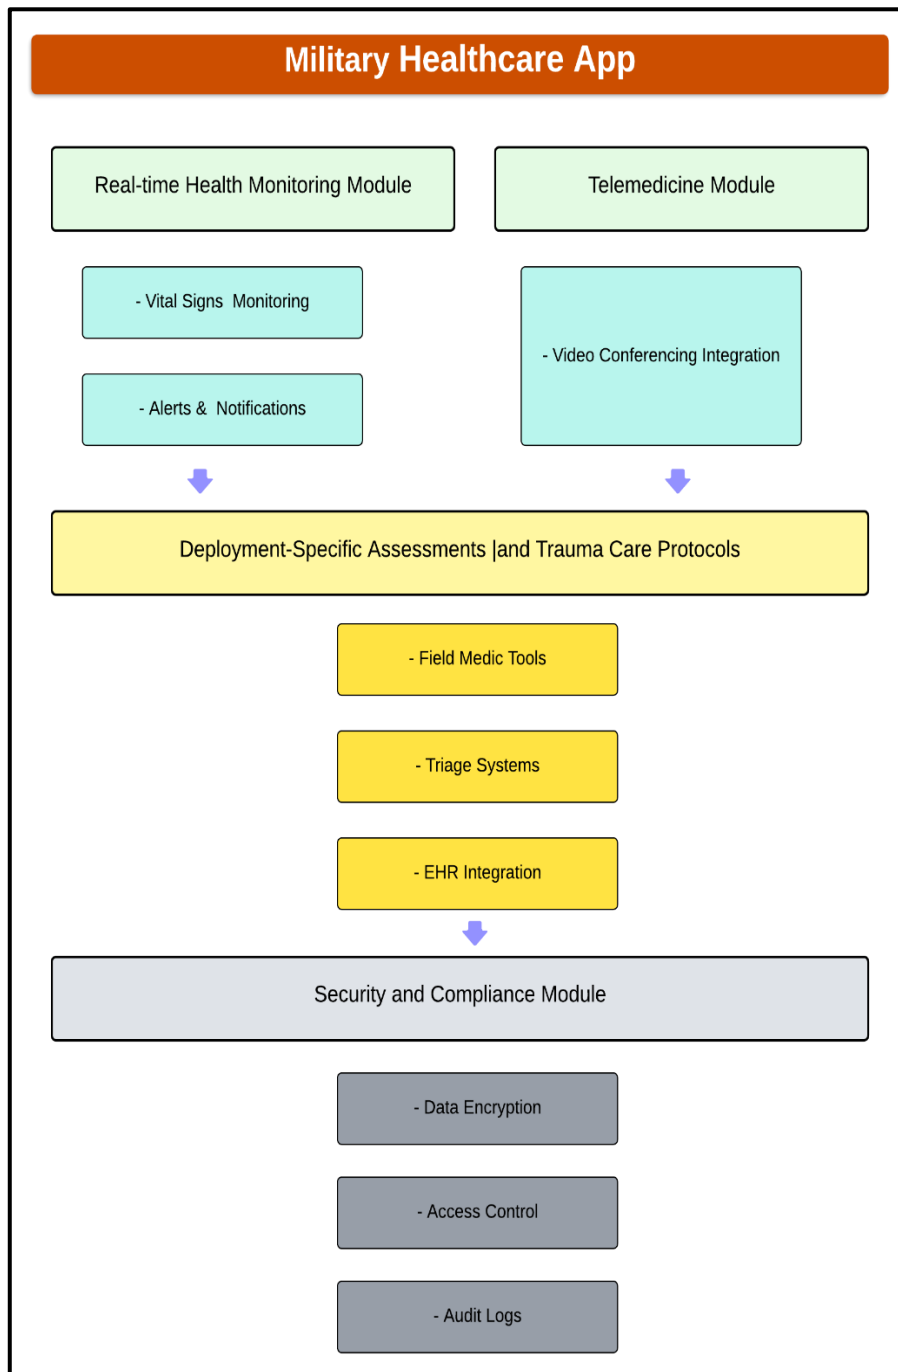 Military Healthcare App
Real-time Health Monitoring Module
Telemedicine Module
- Vital Signs  Monitoring
- Alerts &  Notifications
- Video Conferencing Integration
Deployment-Specific Assessments |and Trauma Care Protocols
- Field Medic Tools
- Triage Systems
- EHR Integration
Security and Compliance Module
- Data Encryption
- Access Control
- Audit Logs